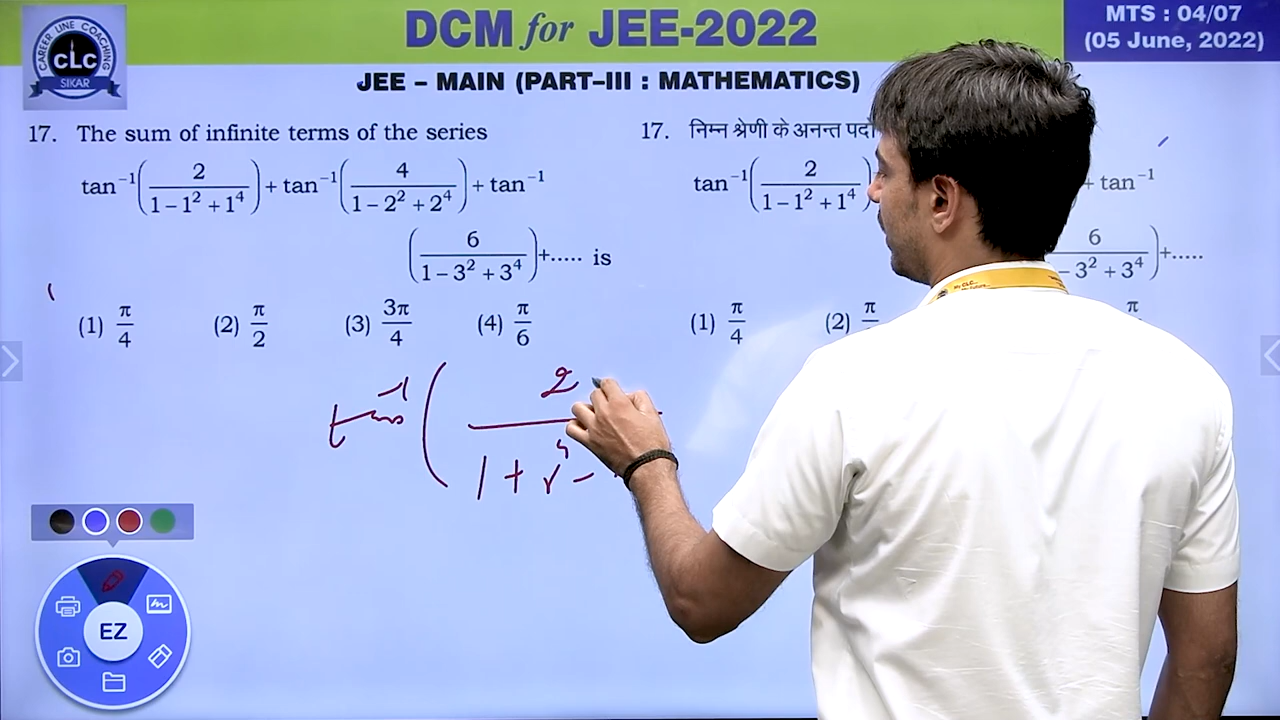 CAREER LINE COACHING
CLC
SIKAR
DCM for JEE-2022
MTS : 04/07
(05 June, 2022)
JEE – MAIN (PART–III : MATHEMATICS)
17. The sum of infinite terms of the series
tan⁻¹(2/(1−1²+1⁴)) + tan⁻¹(4/(1−2²+2⁴)) + tan⁻¹
(6/(1−3²+3⁴))+..... is
(1) π/4 (2) π/2 (3) 3π/4 (4) π/6
17. निम्न श्रेणी के अनन्त
tan⁻¹(2/(1−1²+1⁴)) + tan⁻¹
6/ −3²+3⁴)+.....
(1) π/4 (2) π π
tan⁻¹( 2 / 1 + r⁴ −
EZ